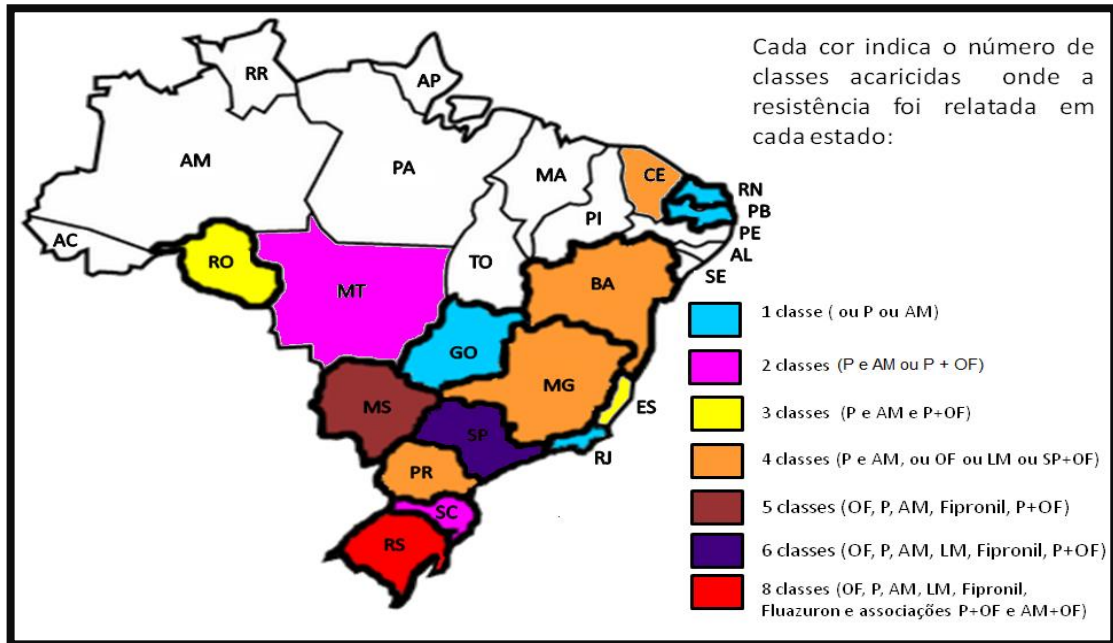 Cada cor indica o número de
classes acaricidas onde a
resistência foi relatada em
cada estado:
RR
AP
AM
PA
MA
CE
RN
PB
PI
PE
AC
AL
TO
SE
RO
BA
MT
GO
MG
ES
MS
SP
RJ
PR
SC
RS
1 classe ( ou P ou AM)
2 classes (P e AM ou P + OF)
3 classes (P e AM e P+OF)
4 classes (P e AM, ou OF ou LM ou SP+OF)
5 classes (OF, P, AM, Fipronil, P+OF)
6 classes (OF, P, AM, LM, Fipronil, P+OF)
8 classes (OF, P, AM, LM, Fipronil,
Fluazuron e associações P+OF e AM+OF)